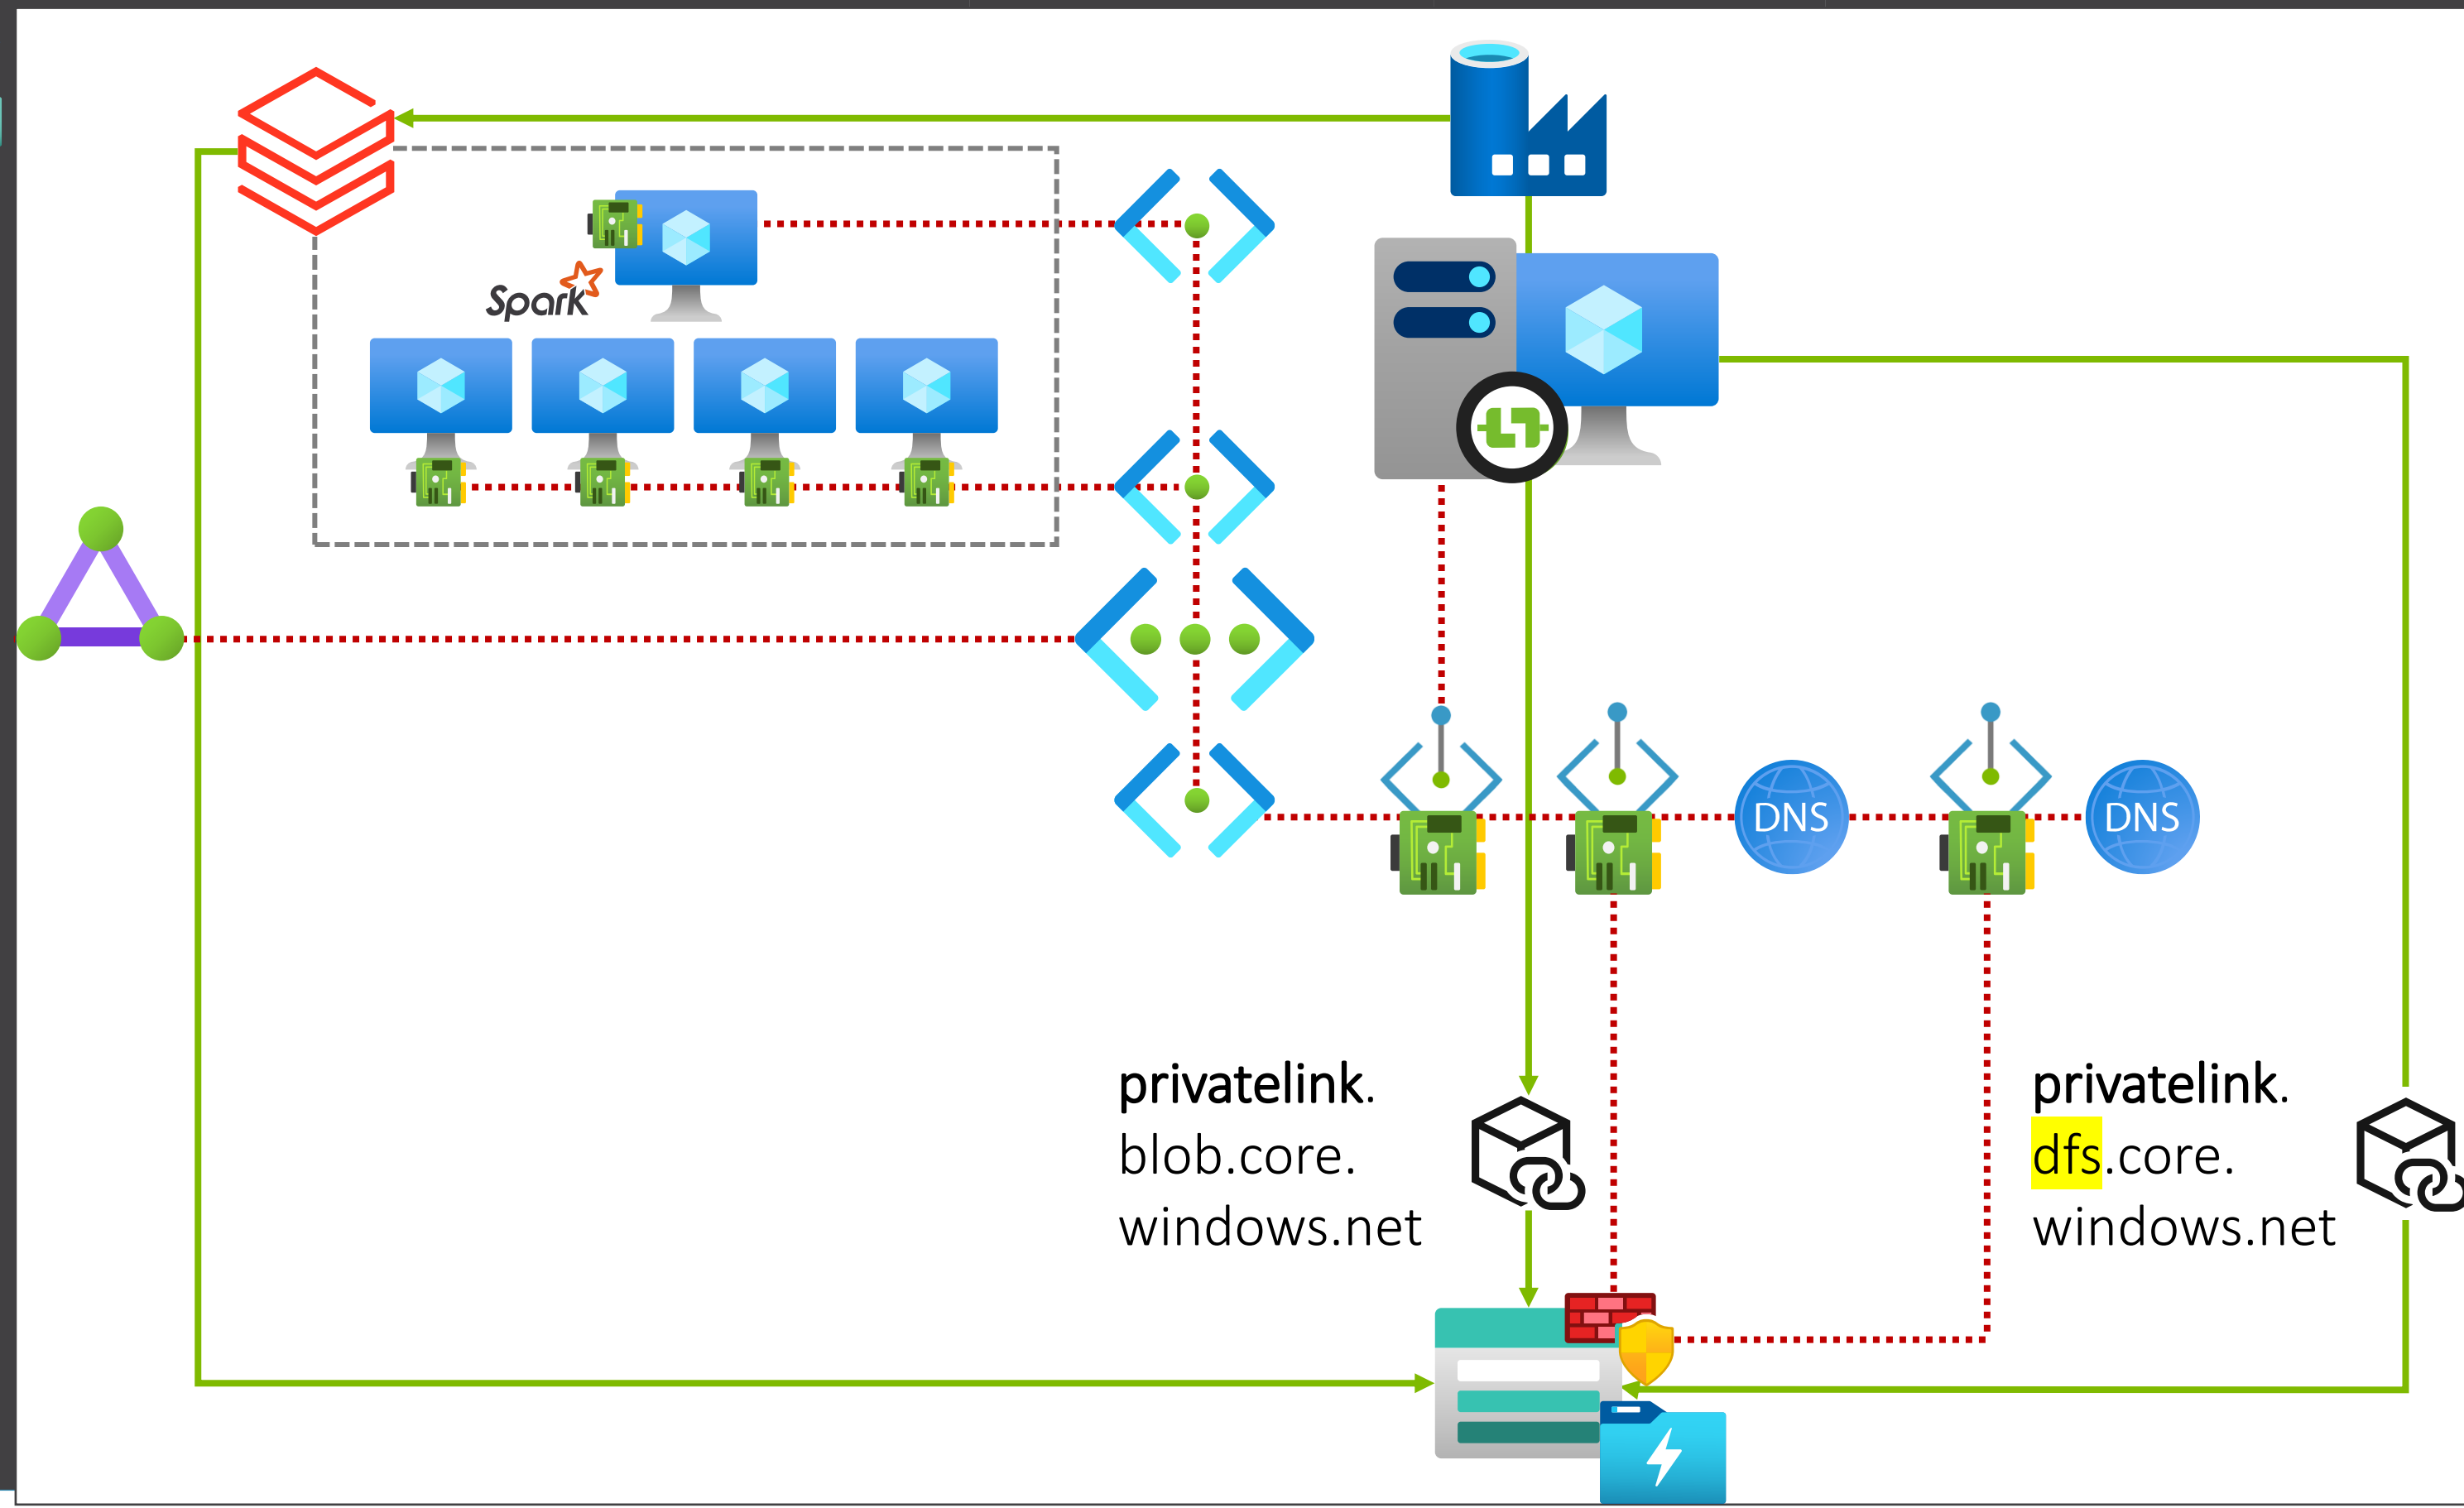 Spark
DNS
DNS
privatelink.
blob.core.
windows.net
privatelink.
dfs.core.
windows.net